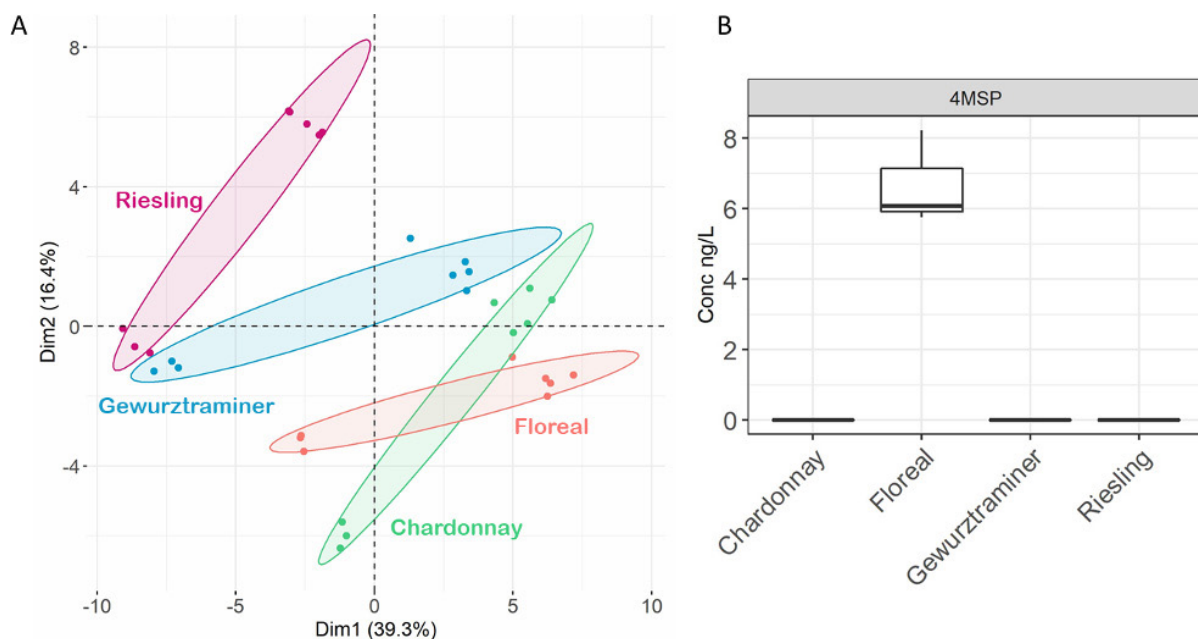 A
8
4
0
-4
Dim2 (16.4%)
Riesling
Gewurztraminer
Floreal
Chardonnay
-10
-5
0
5
10
Dim1 (39.3%)
B
4MSP
8
6
4
2
0
Conc ng/L
Chardonnay
Floreal
Gewurztraminer
Riesling